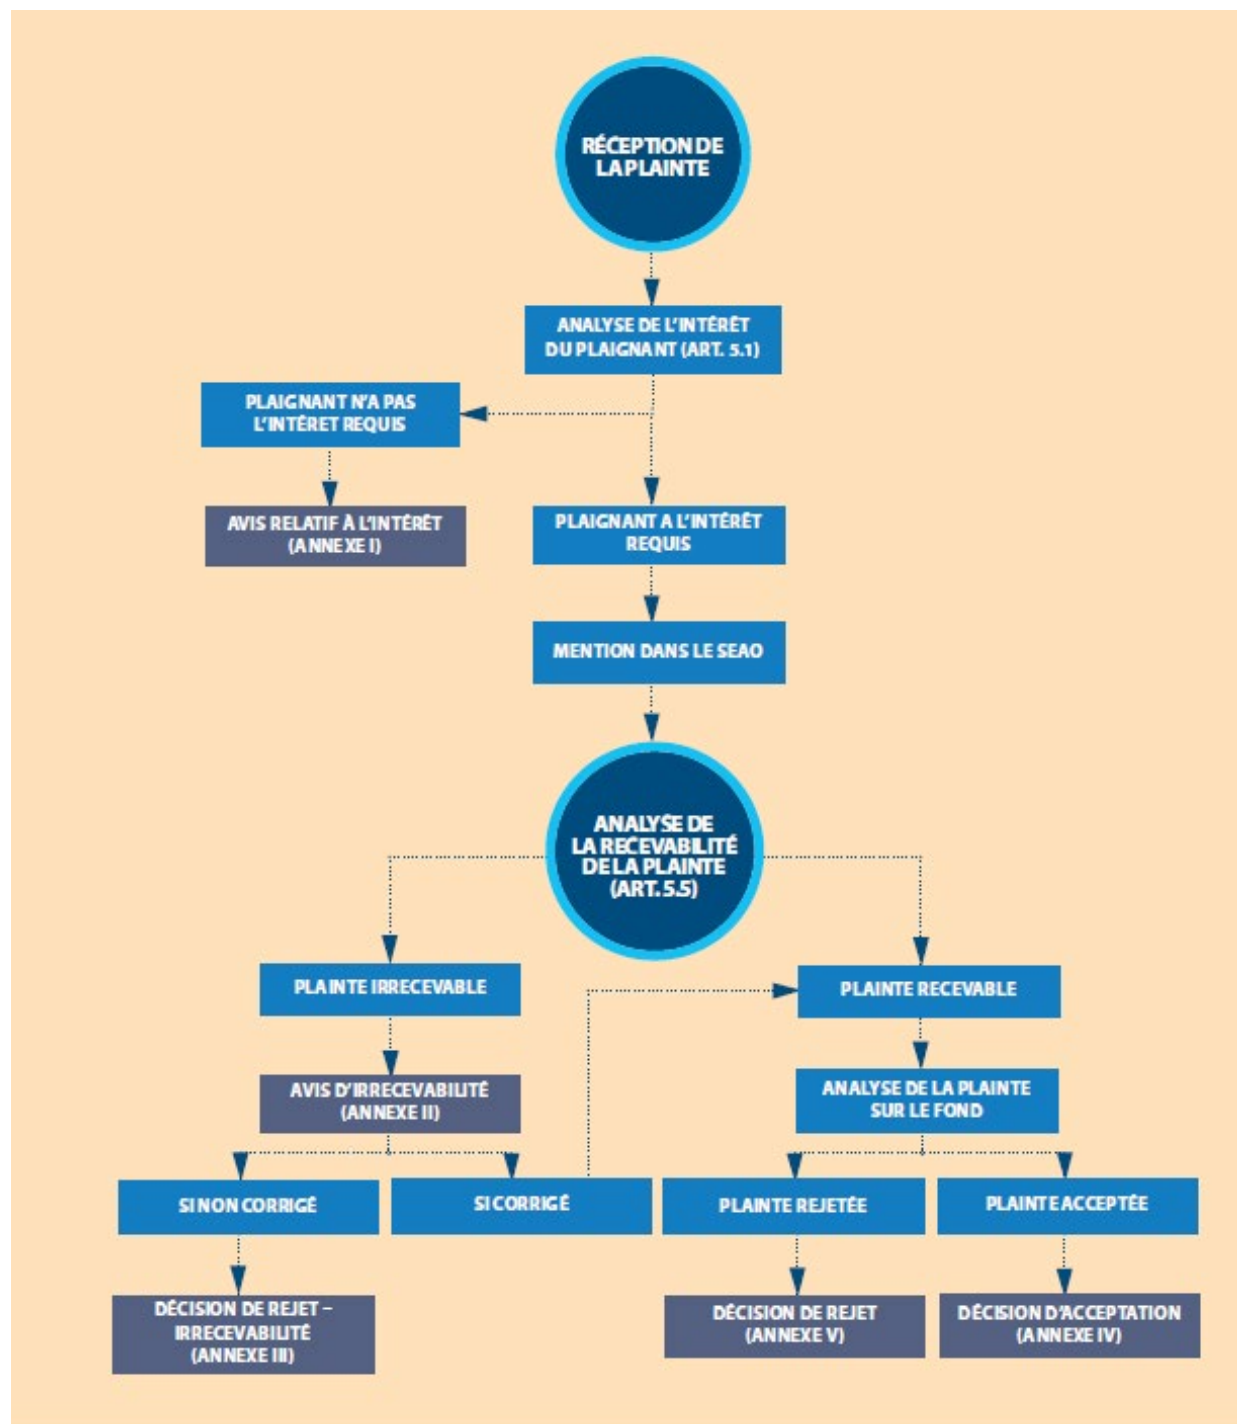 RÉCEPTION DE
LA PLAINTE
ANALYSE DE L'INTÉRÊT
DU PLAIGNANT (ART. 5.1)
PLAIGNANT N'A PAS
L'INTÉRET REQUIS
AVIS RELATIF À L'INTÉRÊT
(ANNEXE I)
PLAIGNANT A L'INTÉRÊT
REQUIS
MENTION DANS LE SEAO
ANALYSE DE
LA RECEVABILITÉ
DE LA PLAINTE
(ART. 5.5)
PLAINTE IRRECEVABLE
PLAINTE RECEVABLE
AVIS D'IRRECEVABILITÉ
(ANNEXE II)
ANALYSE DE LA PLAINTE
SUR LE FOND
SI NON CORRIGÉ
SI CORRIGÉ
PLAINTE REJETÉE
PLAINTE ACCEPTÉE
DÉCISION DE REJET –
IRRECEVABILITÉ
(ANNEXE III)
DÉCISION DE REJET
(ANNEXE V)
DÉCISION D'ACCEPTATION
(ANNEXE IV)